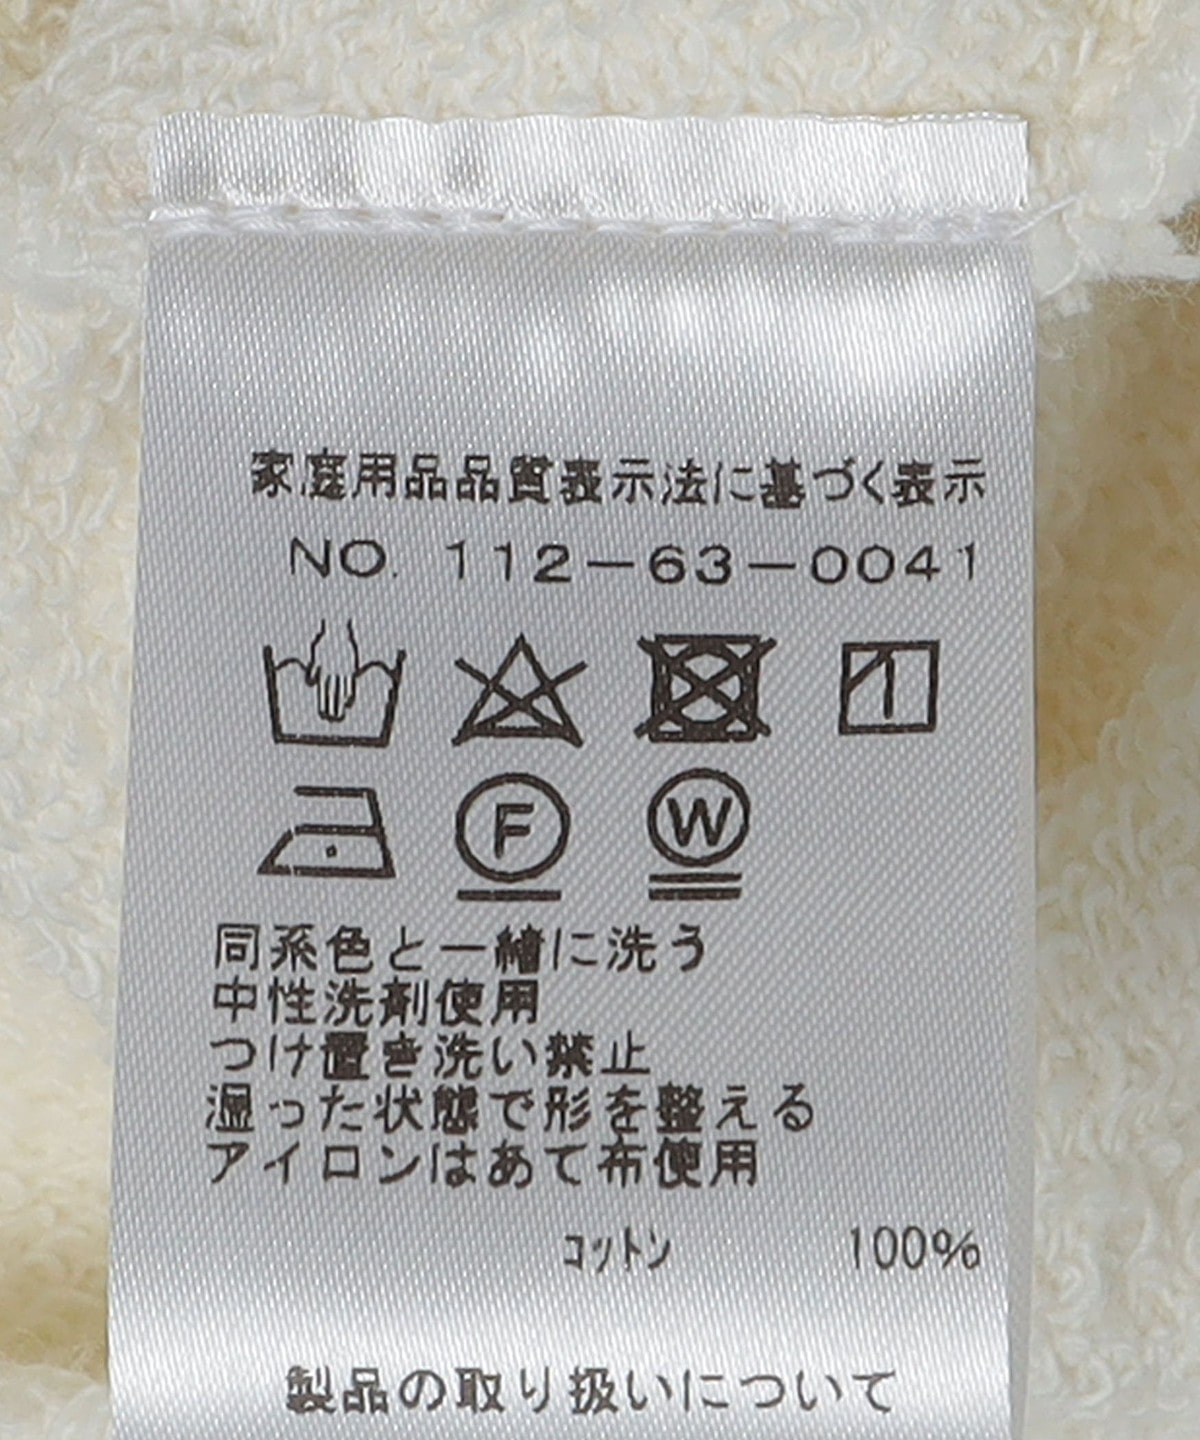 家庭用品品質表示法に基づく表示
NO. 112-63-0041
F W
同系色と一緒に洗う
中性洗剤使用
つけ置き洗い禁止
湿った状態で形を整える
アイロンはあて布使用
コットン 100%
製品の取り扱いについて